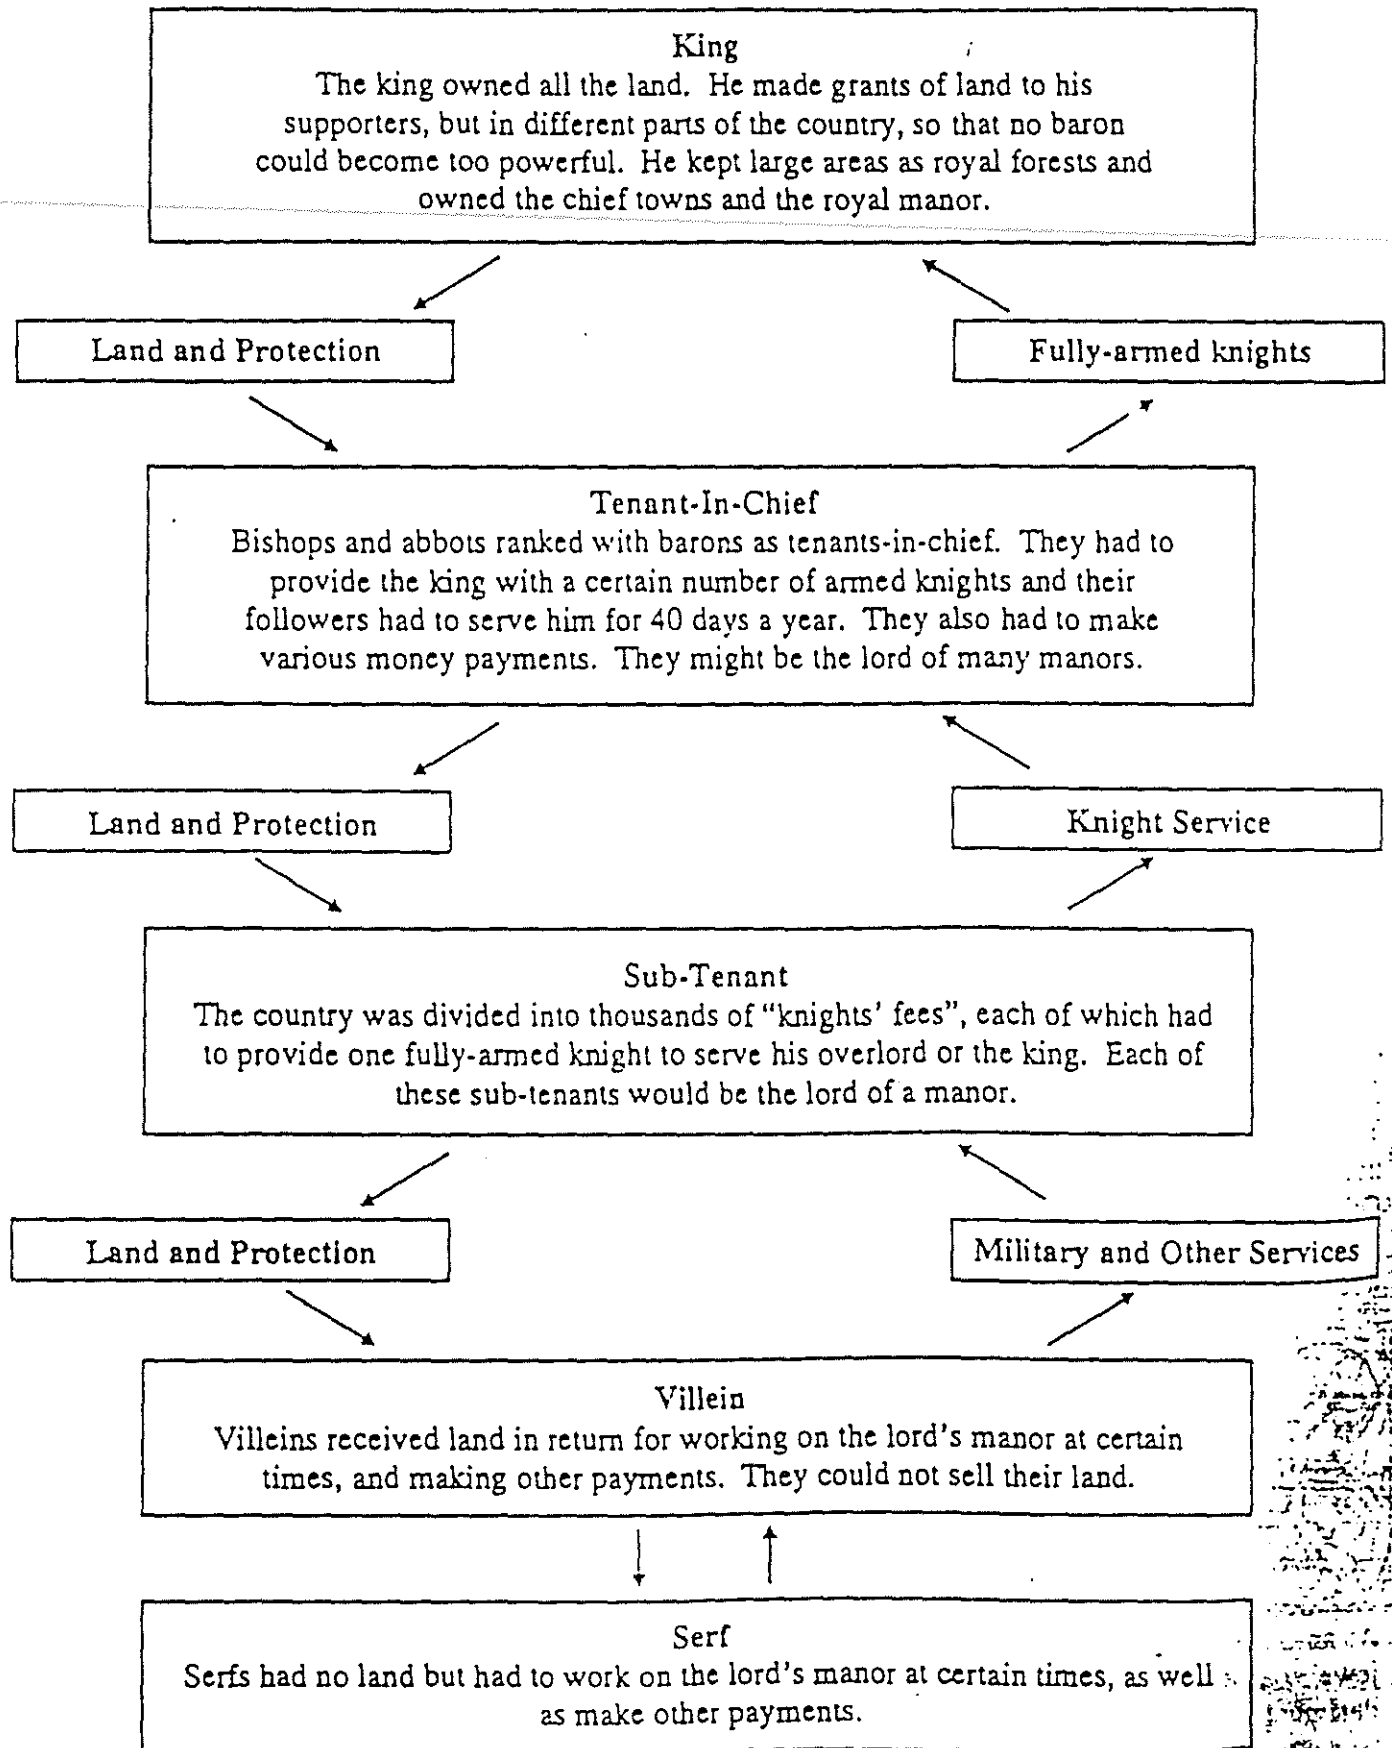 King
The king owned all the land. He made grants of land to his
supporters, but in different parts of the country, so that no baron
could become too powerful. He kept large areas as royal forests and
owned the chief towns and the royal manor.
Land and Protection
Fully-armed knights
Tenant-In-Chief
Bishops and abbots ranked with barons as tenants-in-chief. They had to
provide the king with a certain number of armed knights and their
followers had to serve him for 40 days a year. They also had to make
various money payments. They might be the lord of many manors.
Land and Protection
Knight Service
Sub-Tenant
The country was divided into thousands of “knights’ fees”, each of which had
to provide one fully-armed knight to serve his overlord or the king. Each of
these sub-tenants would be the lord of a manor.
Land and Protection
Military and Other Services
Villein
Villeins received land in return for working on the lord’s manor at certain
times, and making other payments. They could not sell their land.
Serf
Serfs had no land but had to work on the lord’s manor at certain times, as well
as make other payments.